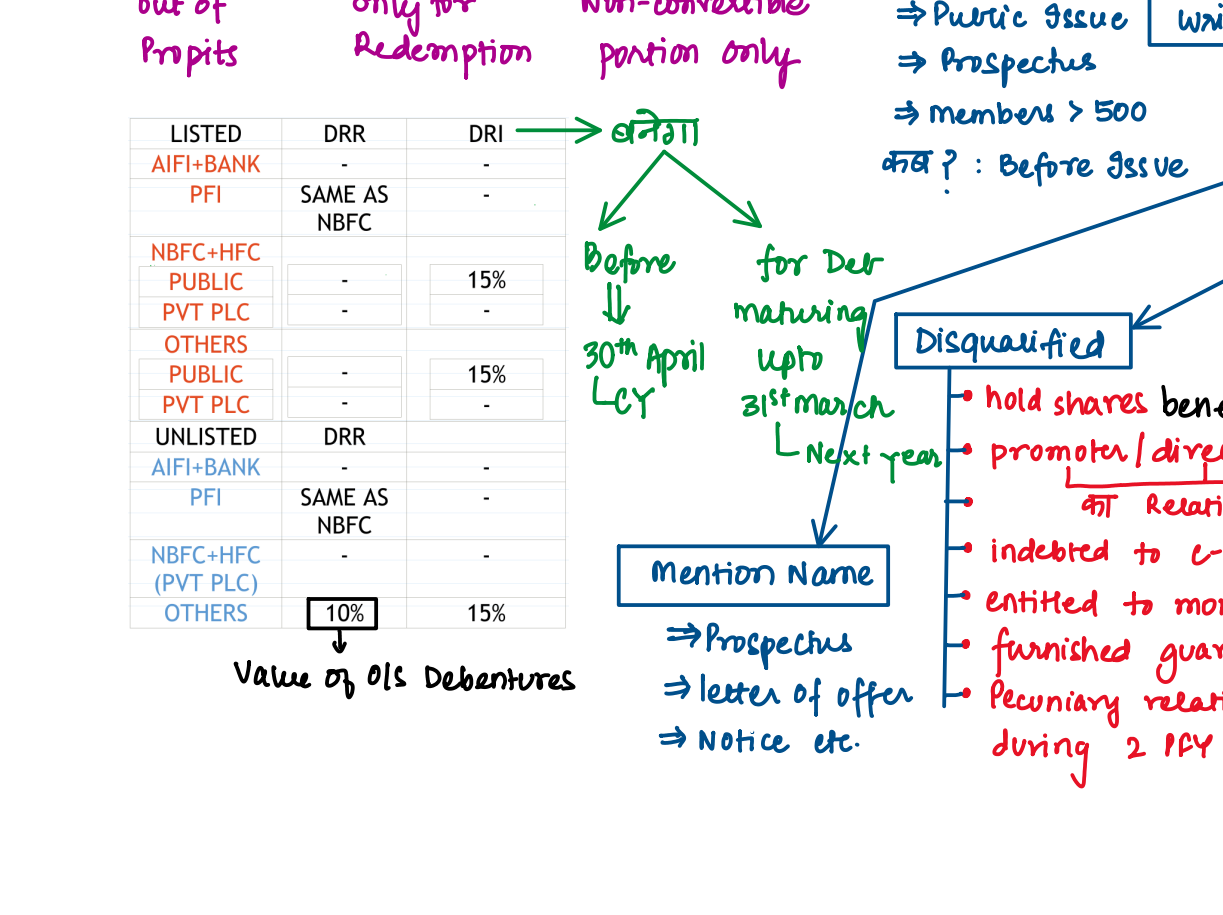 out of
Propits
only for
Redemption
Non-convertible
portion only
⇒ Public Issue
⇒ Prospectus
⇒ members > 500
कब ? : Before Issue
LISTED DRR DRI → बनेगा
AIFI+BANK - -
PFI SAME AS NBFC -
NBFC+HFC
PUBLIC - 15%
PVT PLC - -
OTHERS
PUBLIC - 15%
PVT PLC - -
UNLISTED DRR
AIFI+BANK - -
PFI SAME AS NBFC -
NBFC+HFC (PVT PLC) - -
OTHERS 10% 15%
Value of O/S Debentures
Before
30th April
CY
for Deb
maturing
upto
31st march
Next year
Mention Name
⇒ Prospectus
⇒ letter of offer
⇒ Notice etc.
Disqualified
hold shares
promoter/
का
indebted to
entitled to
furnished
Pecuniary
during 2 PFY